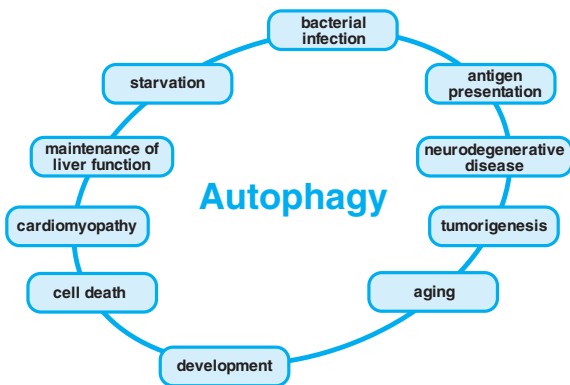 bacterial
infection
starvation
antigen
presentation
maintenance of
liver function
neurodegenerative
disease
Autophagy
cardiomyopathy
tumorigenesis
cell death
aging
development